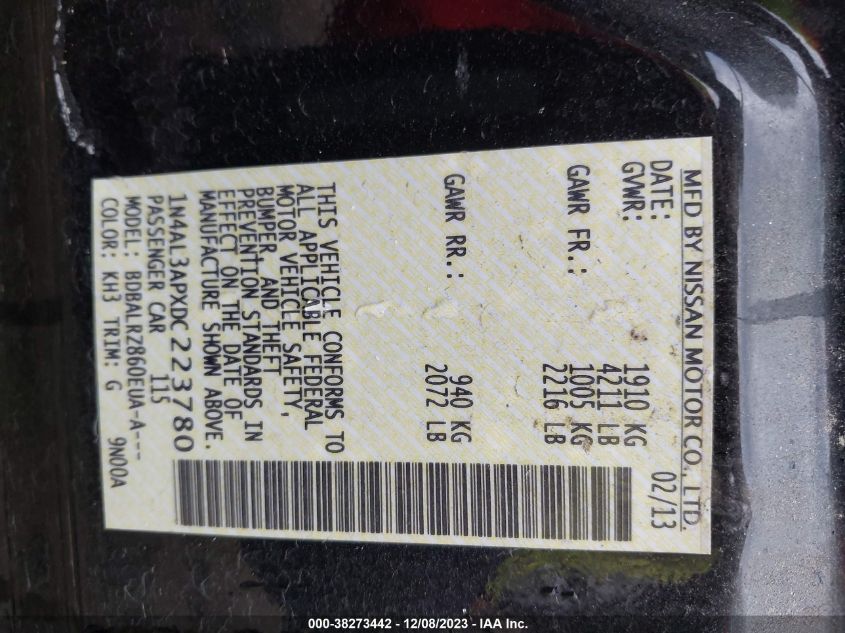 MFD BY NISSAN MOTOR CO., LTD.
DATE: 02/13
GVWR: 1910 KG
4211 LB
GAWR FR.: 1005 KG
2216 LB
GAWR RR.: 940 KG
2072 LB
THIS VEHICLE CONFORMS TO
ALL APPLICABLE FEDERAL
MOTOR VEHICLE SAFETY,
BUMPER, AND THEFT
PREVENTION STANDARDS IN
EFFECT ON THE DATE OF
MANUFACTURE SHOWN ABOVE.
1N4AL3APXDC223780
PASSENGER CAR 115
MODEL: BDBALRZ860EUA-A---
COLOR: KH3 TRIM: G 9N00A
000-38273442 - 12/08/2023 - IAA Inc.